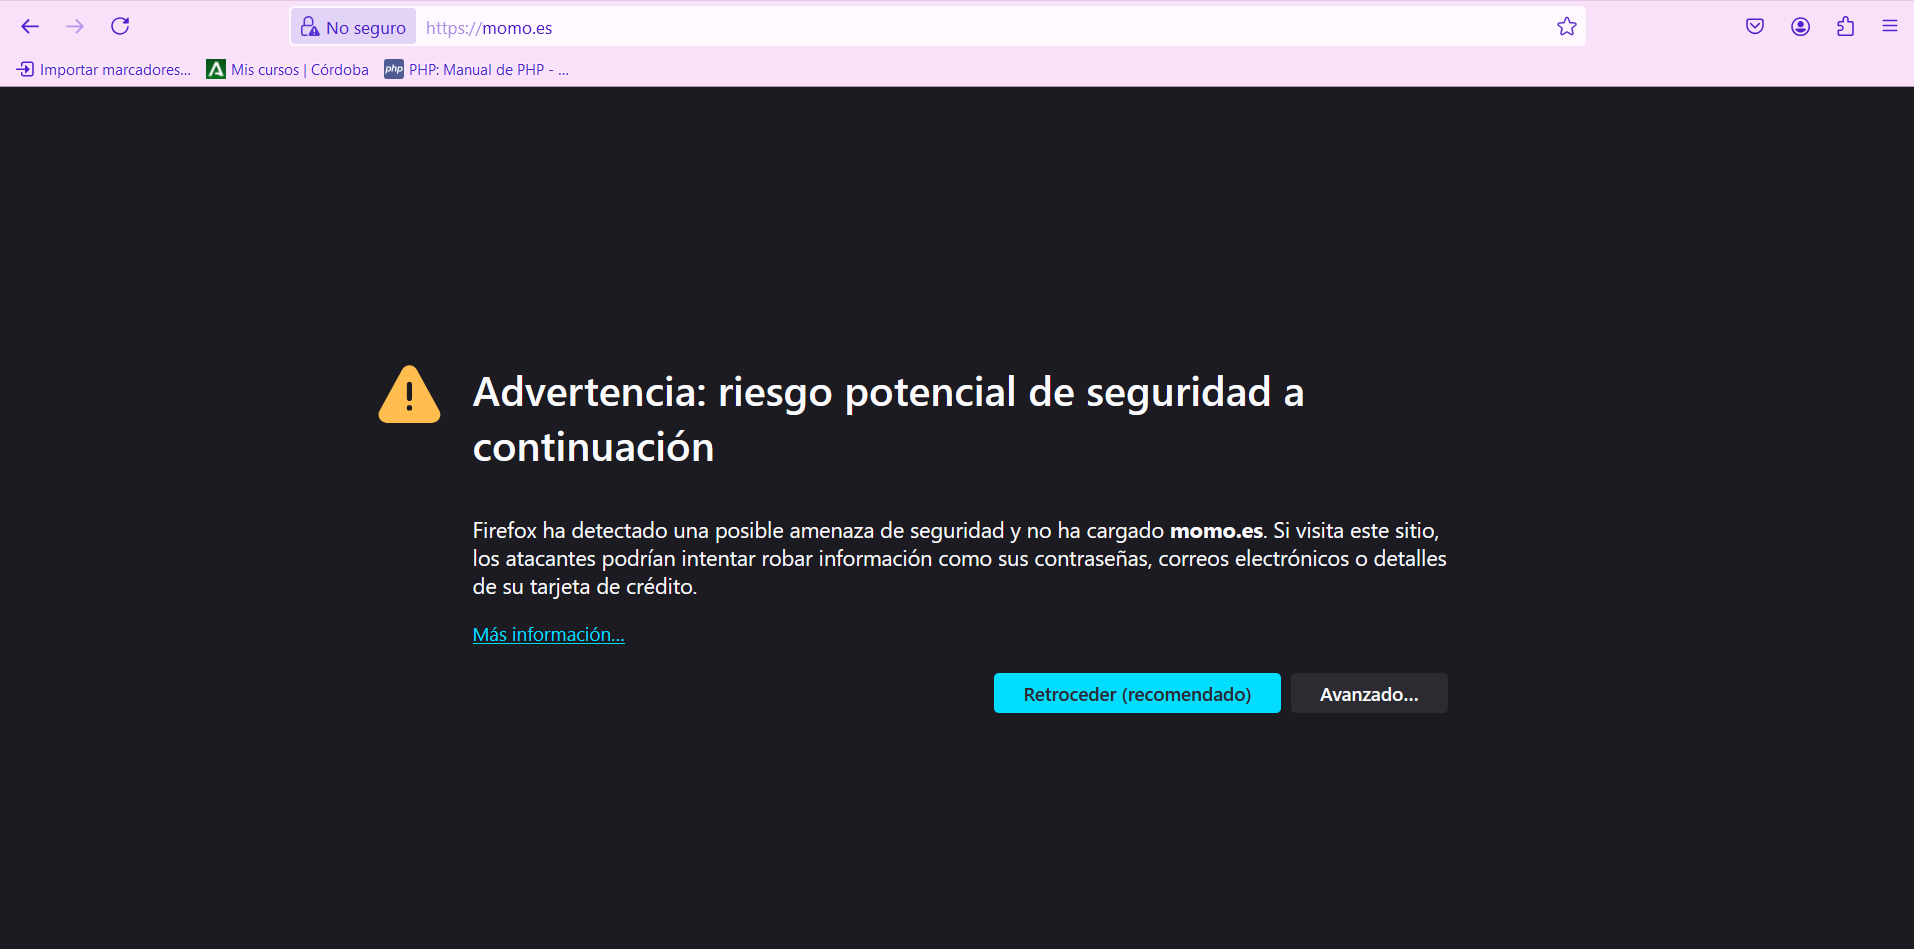 No seguro https://momo.es
Importar marcadores... Mis cursos | Córdoba php PHP: Manual de PHP - ...
Advertencia: riesgo potencial de seguridad a
continuación
Firefox ha detectado una posible amenaza de seguridad y no ha cargado momo.es. Si visita este sitio,
los atacantes podrían intentar robar información como sus contraseñas, correos electrónicos o detalles
de su tarjeta de crédito.
Más información...
Retroceder (recomendado) Avanzado...